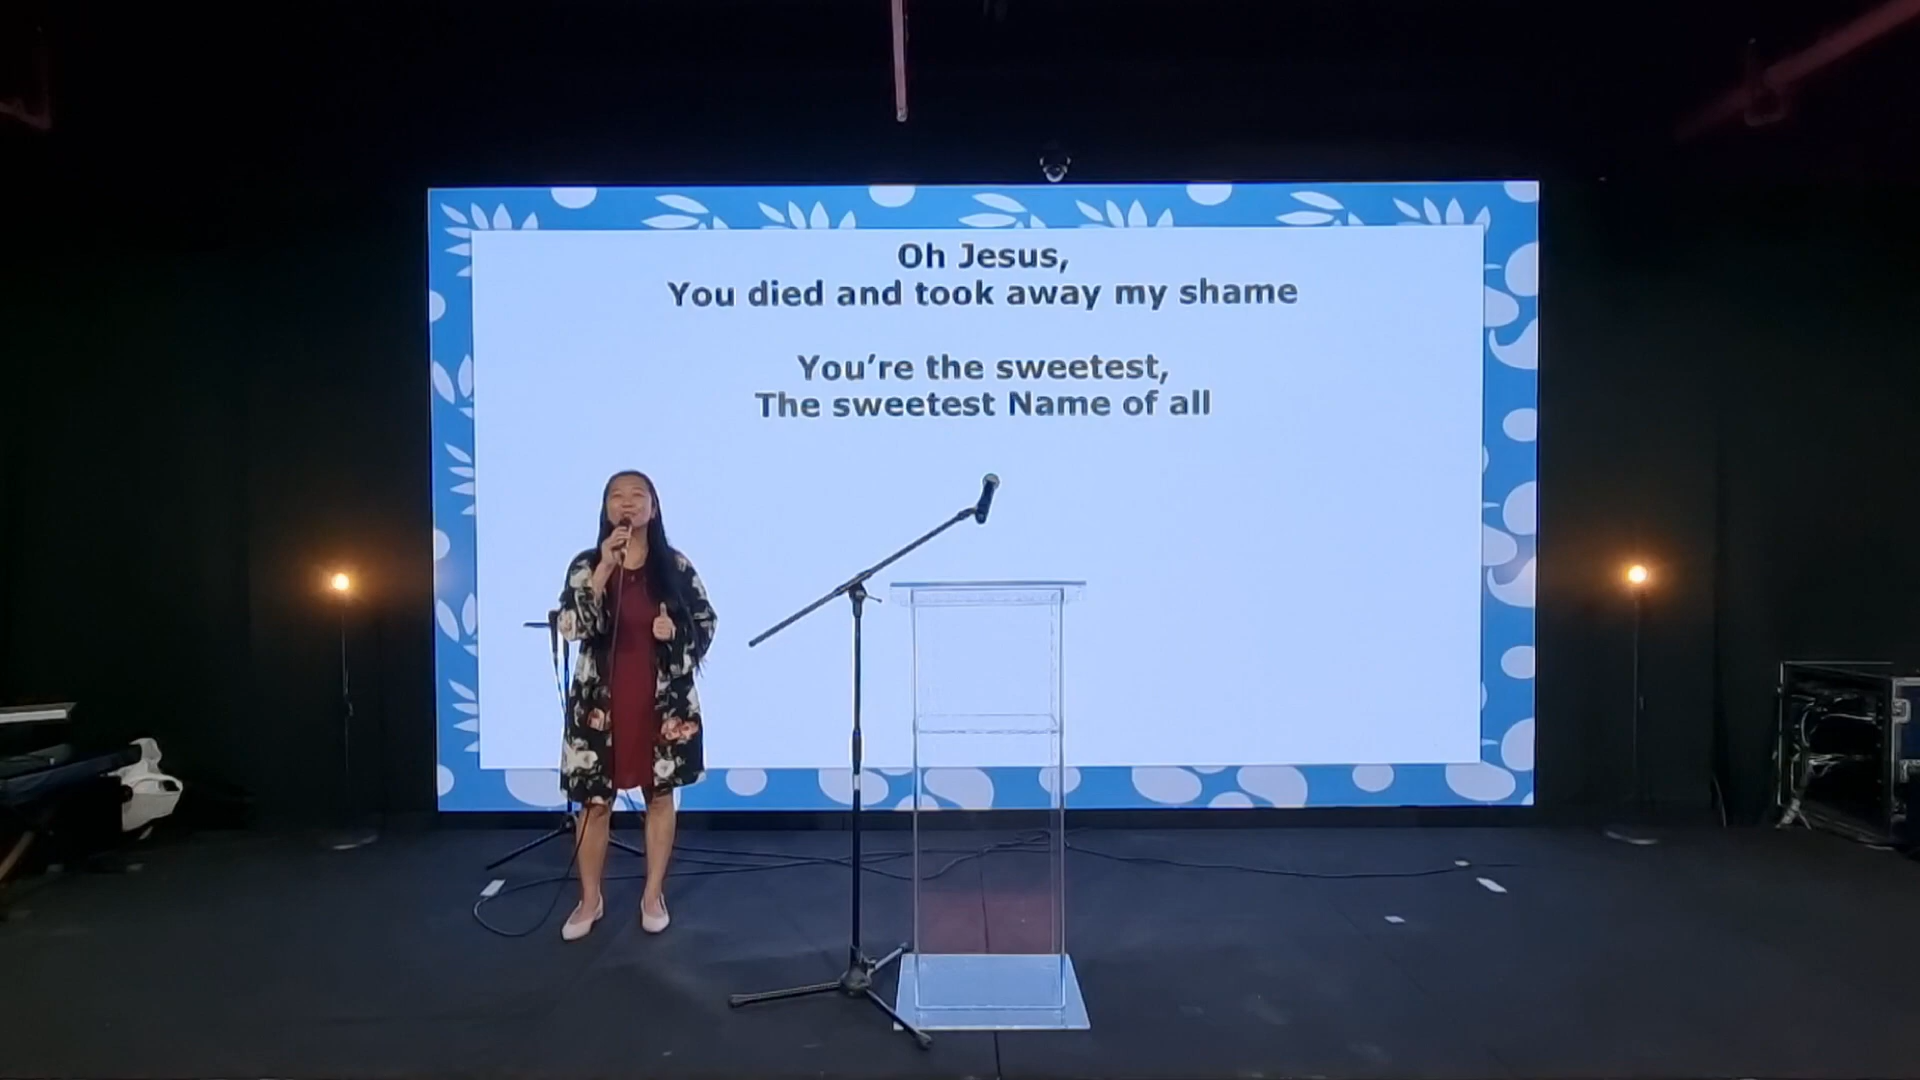 Oh Jesus,
You died and took away my shame
You’re the sweetest,
The sweetest Name of all